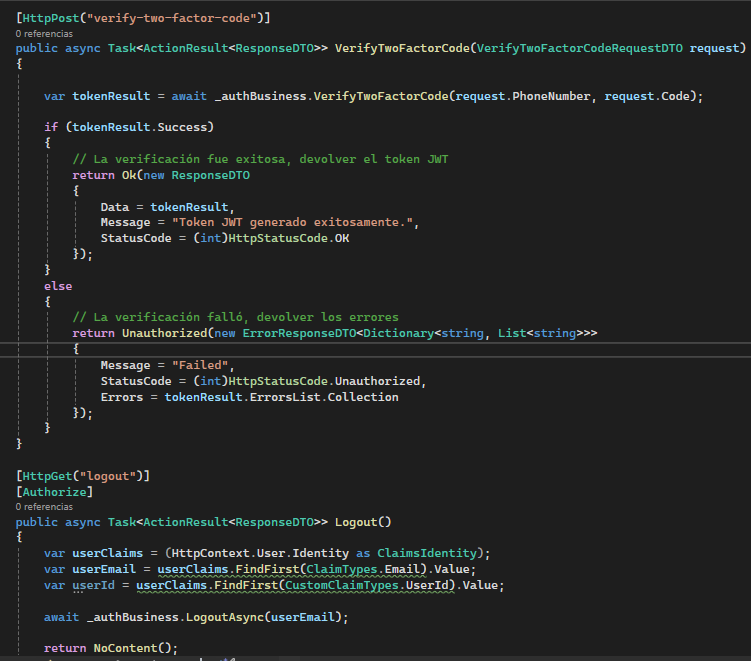 [HttpPost("verify-two-factor-code")]
0 referencias
public async Task<ActionResult<ResponseDTO>> VerifyTwoFactorCode(VerifyTwoFactorCodeRequestDTO request)
{
var tokenResult = await _authBusiness.VerifyTwoFactorCode(request.PhoneNumber, request.Code);
if (tokenResult.Success)
{
// La verificación fue exitosa, devolver el token JWT
return Ok(new ResponseDTO
{
Data = tokenResult,
Message = "Token JWT generado exitosamente.",
StatusCode = (int)HttpStatusCode.OK
});
}
else
{
// La verificación falló, devolver los errores
return Unauthorized(new ErrorResponseDTO<Dictionary<string, List<string>>>
{
Message = "Failed",
StatusCode = (int)HttpStatusCode.Unauthorized,
Errors = tokenResult.ErrorsList.Collection
});
}
}
[HttpGet("logout")]
[Authorize]
0 referencias
public async Task<ActionResult<ResponseDTO>> Logout()
{
var userClaims = (HttpContext.User.Identity as ClaimsIdentity);
var userEmail = userClaims.FindFirst(ClaimTypes.Email).Value;
var userId = userClaims.FindFirst(CustomClaimTypes.UserId).Value;
await _authBusiness.LogoutAsync(userEmail);
return NoContent();